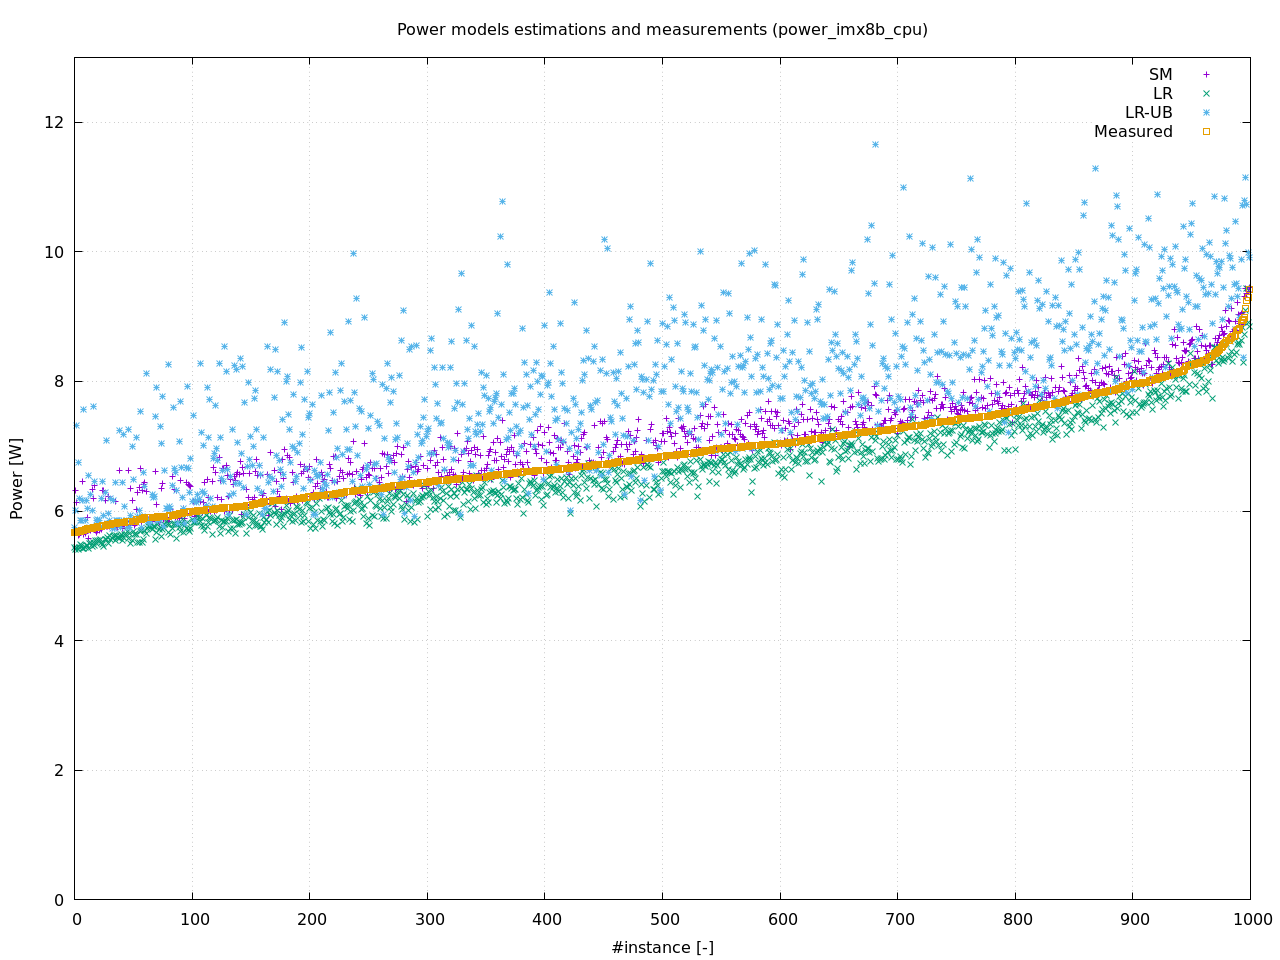 Power models estimations and measurements (power_imx8b_cpu)
SM
LR
LR-UB
Measured
12
10
8
6
4
2
0
Power [W]
0 100 200 300 400 500 600 700 800 900 1000
#instance [-]